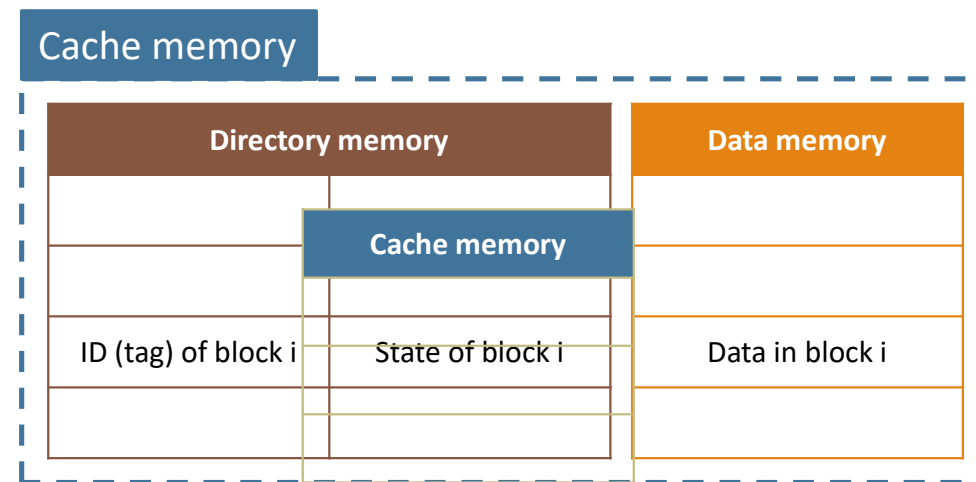 Cache memory
Directory memory
Data memory
Cache memory
ID (tag) of block i
State of block i
Data in block i